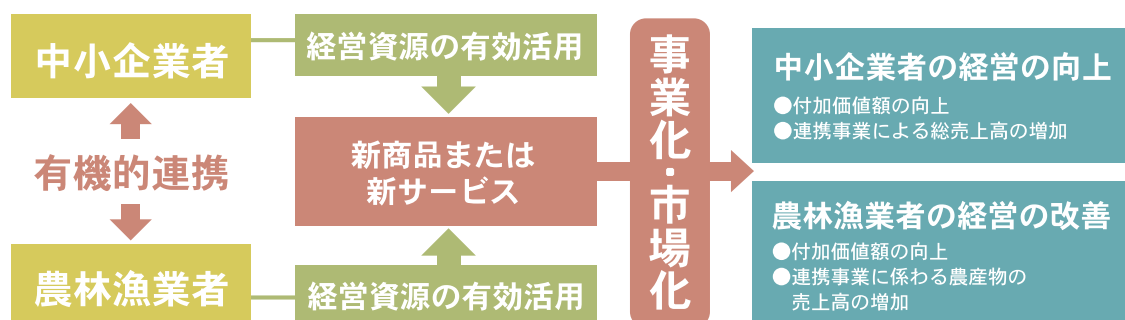 中小企業者
有機的連携
農林漁業者
経営資源の有効活用
新商品または
新サービス
経営資源の有効活用
事業化・市場化
中小企業者の経営の向上
●付加価値額の向上
●連携事業による総売上高の増加
農林漁業者の経営の改善
●付加価値額の向上
●連携事業に係わる農産物の
売上高の増加